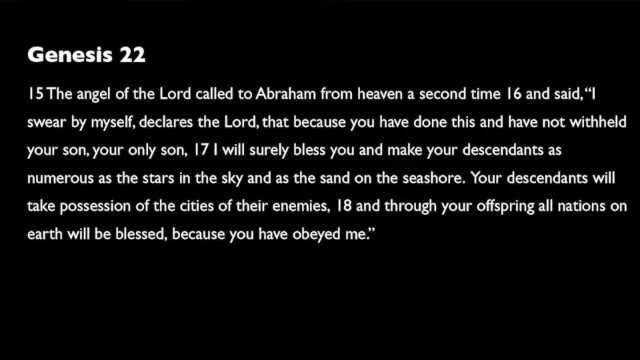 Genesis 22
15 The angel of the Lord called to Abraham from heaven a second time 16 and said, “I
swear by myself, declares the Lord, that because you have done this and have not withheld
your son, your only son, 17 I will surely bless you and make your descendants as
numerous as the stars in the sky and as the sand on the seashore. Your descendants will
take possession of the cities of their enemies, 18 and through your offspring all nations on
earth will be blessed, because you have obeyed me.”